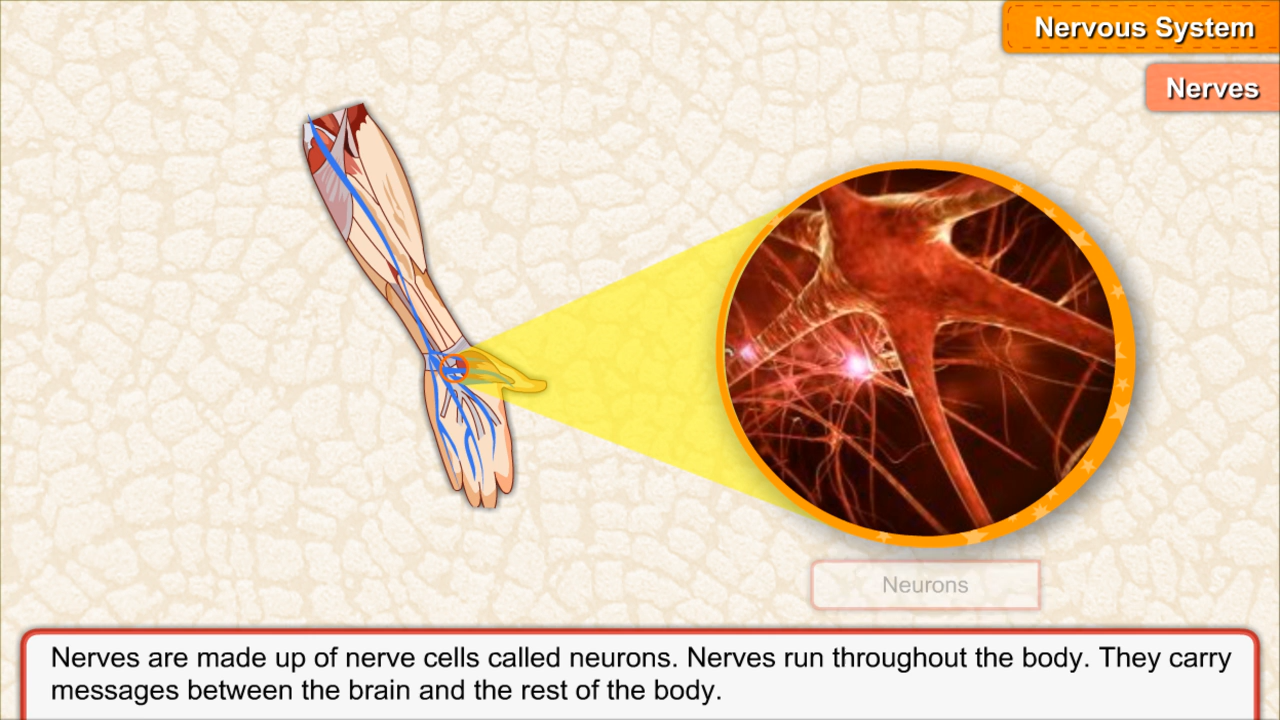 Nervous System
Nerves
Neurons
Nerves are made up of nerve cells called neurons. Nerves run throughout the body. They carry
messages between the brain and the rest of the body.